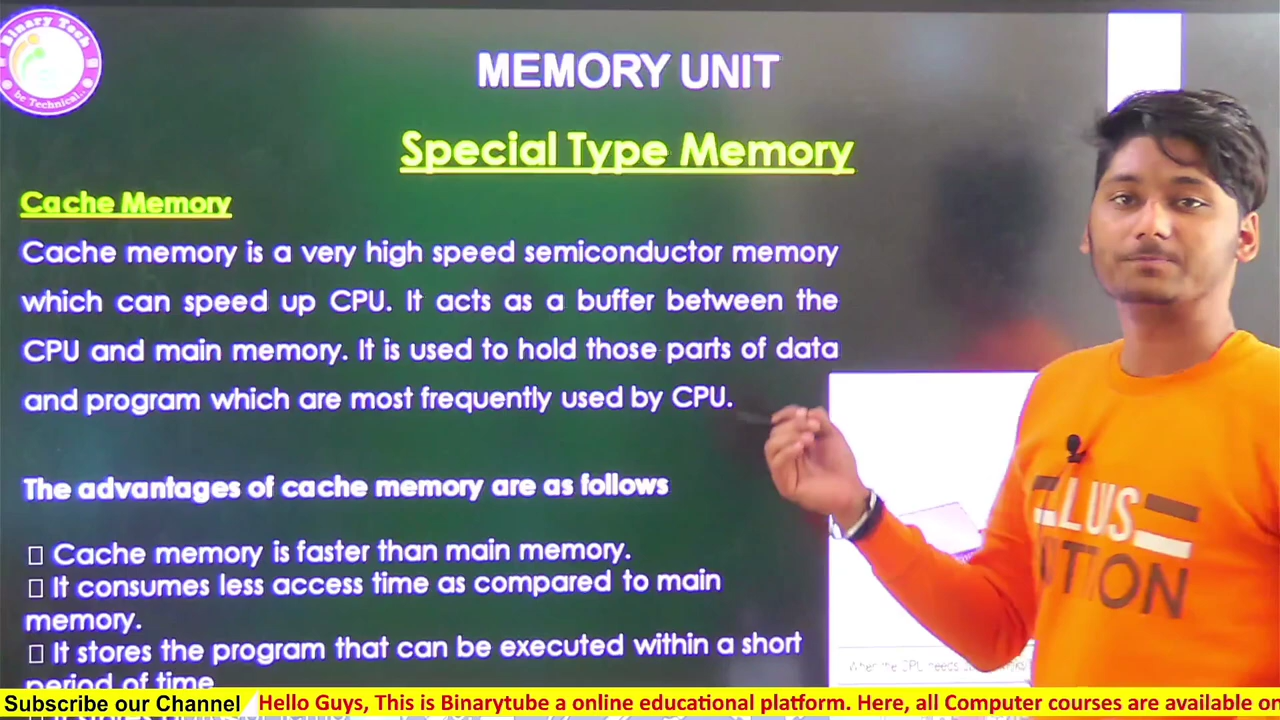 Binary Tech
be Technical..
MEMORY UNIT
Special Type Memory
Cache Memory
Cache memory is a very high speed semiconductor memory
which can speed up CPU. It acts as a buffer between the
CPU and main memory. It is used to hold those parts of data
and program which are most frequently used by CPU.
The advantages of cache memory are as follows
Cache memory is faster than main memory.
It consumes less access time as compared to main
memory.
It stores the program that can be executed within a short
period of time
LUS
Subscribe our Channel
Hello Guys, This is Binarytube a online educational platform. Here, all Computer courses are available on